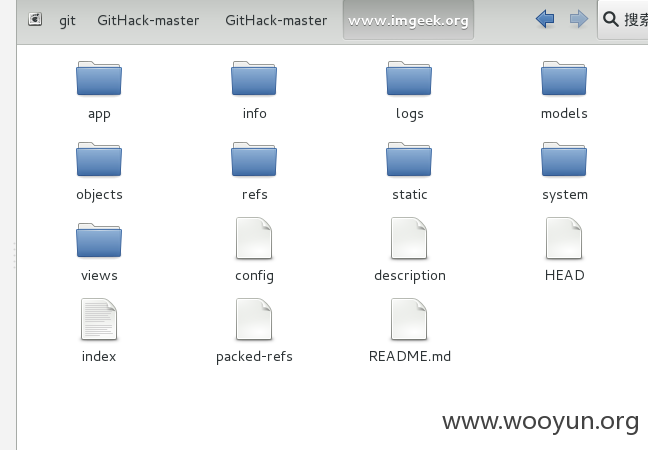 git GitHack-master GitHack-master www.imgeek.org 搜索
app info logs models
objects refs static system
views config description HEAD
index packed-refs README.md
www.wooyun.org